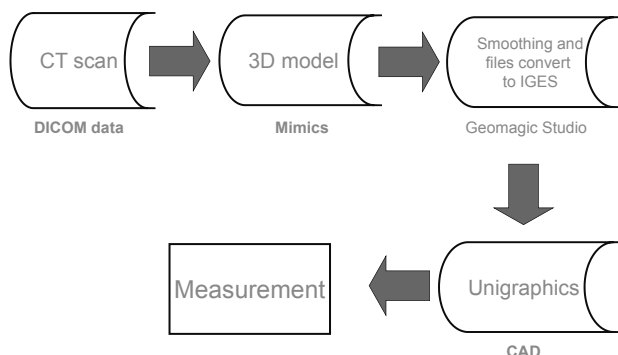 CT scan
DICOM data
3D model
Mimics
Smoothing and
files convert
to IGES
Geomagic Studio
Unigraphics
CAD
Measurement